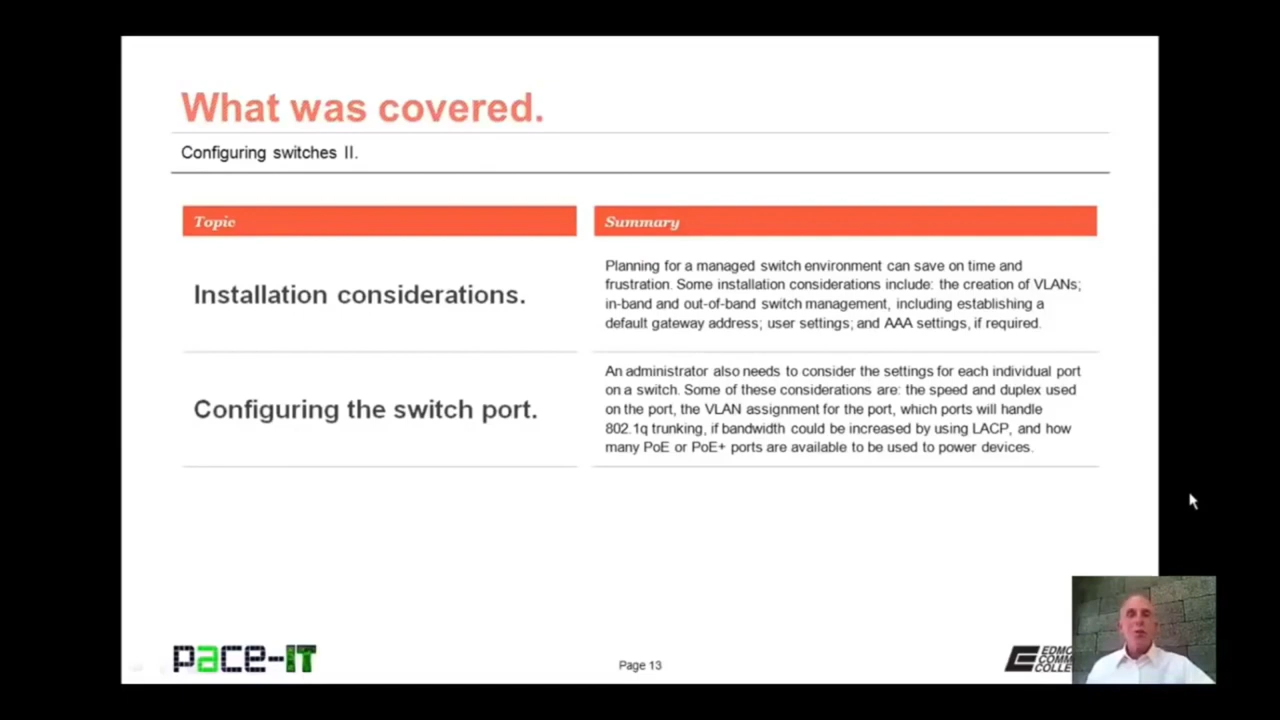 What was covered.
Configuring switches II.
Topic
Summary
Installation considerations.
Planning for a managed switch environment can save on time and
frustration. Some installation considerations include: the creation of VLANs;
in-band and out-of-band switch management, including establishing a
default gateway address; user settings; and AAA settings, if required.
Configuring the switch port.
An administrator also needs to consider the settings for each individual port
on a switch. Some of these considerations are: the speed and duplex used
on the port, the VLAN assignment for the port, which ports will handle
802.1q trunking, if bandwidth could be increased by using LACP, and how
many PoE or PoE+ ports are available to be used to power devices.
pace-IT
Page 13